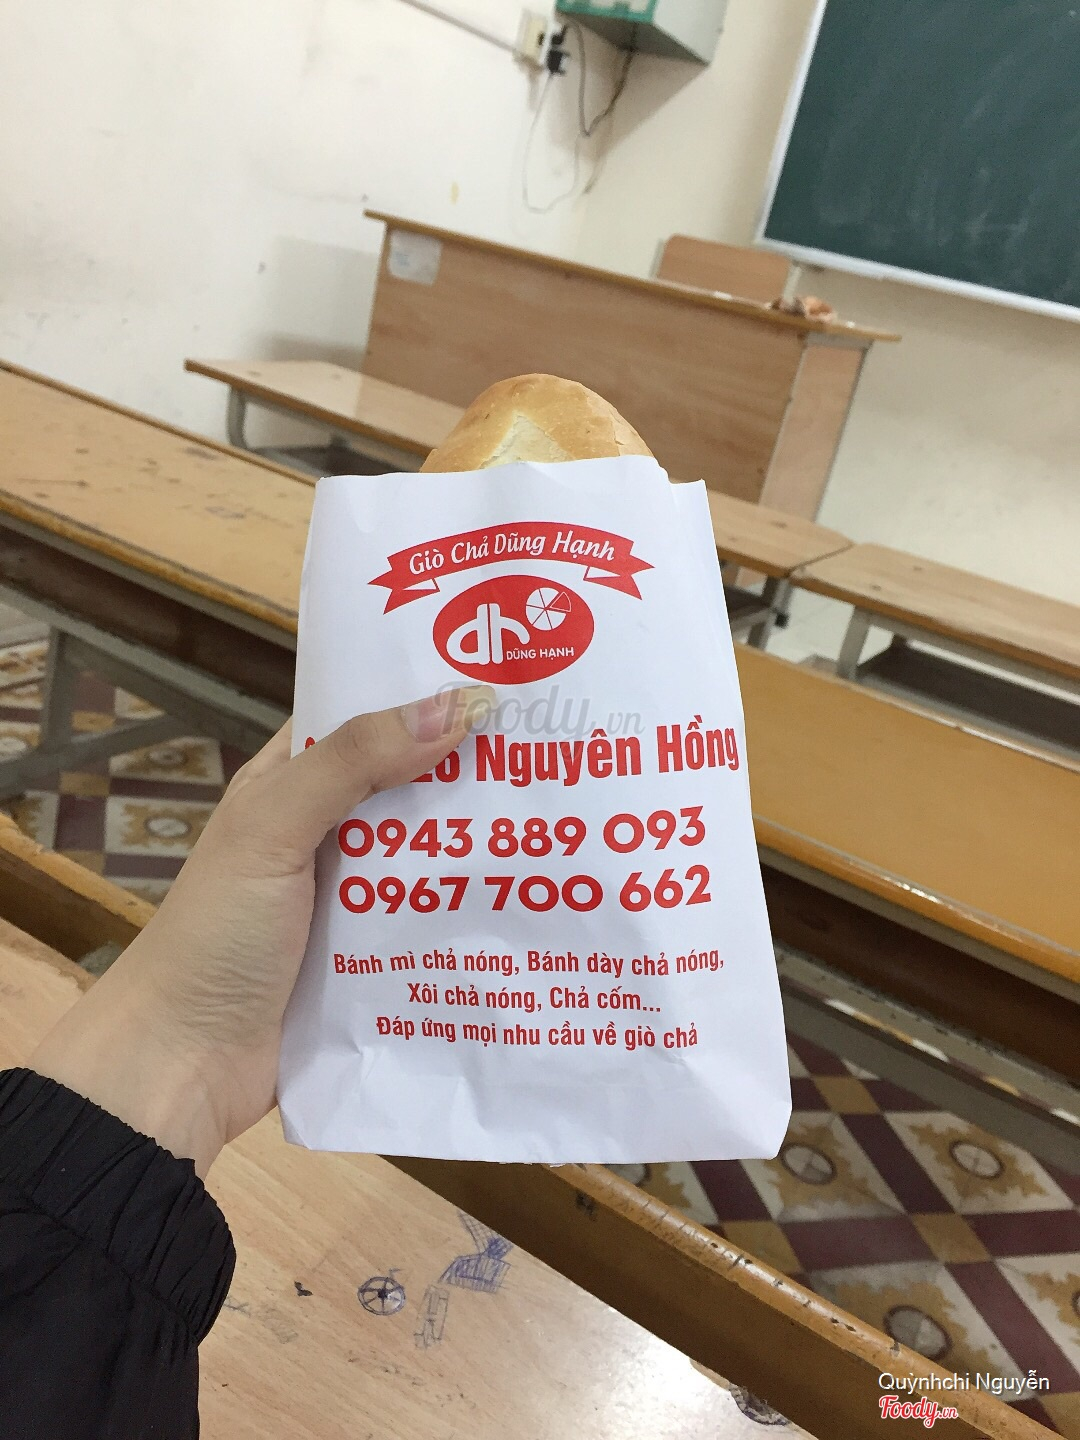 Giò Chả Dũng Hạnh
dh
DŨNG HẠNH
Foody.vn
Nguyên Hồng
0943 889 093
0967 700 662
Bánh mì chả nóng, Bánh dày chả nóng,
Xôi chả nóng, Chả cốm...
Đáp ứng mọi nhu cầu về giò chả
Quỳnhchi Nguyễn
Foody.vn